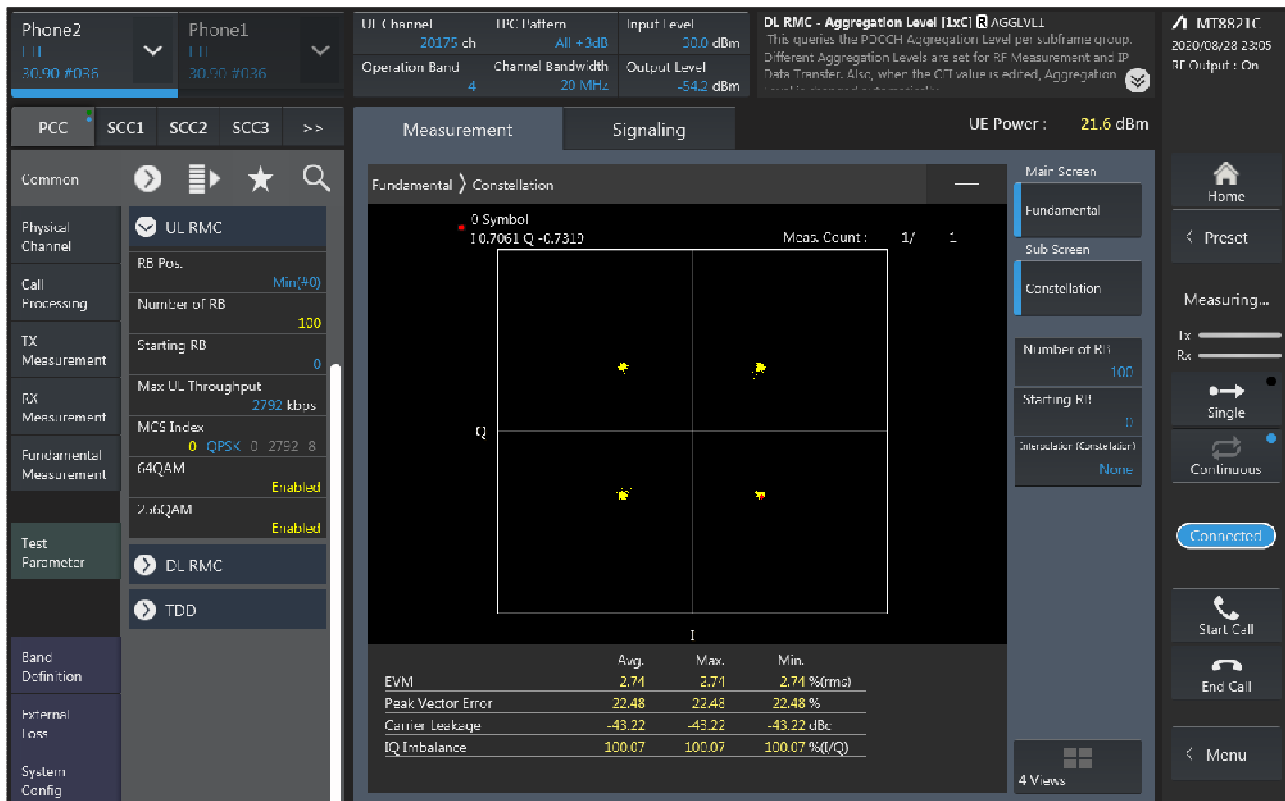 Phone2
LTE
30.90 #036
Phone1
LTE
30.90 #036
UL Channel
20175 ch
TPC Pattern
All +3dB
Input Level
30.0 dBm
Operation Band
4
Channel Bandwidth
20 MHz
Output Level
-54.2 dBm
DL RMC - Aggregation Level [1xC] R AGGLVL1
This queries the PDCCH Aggregation Level per subframe group.
Different Aggregation Levels are set for RF Measurement and IP
Data Transfer. Also, when the CFI value is edited, Aggregation
Level is changed automatically.
MT8821C
2020/08/28 23:05
RF Output : On
PCC
SCC1
SCC2
SCC3
>>
Measurement
Signaling
UE Power : 21.6 dBm
Common
Physical
Channel
Call
Processing
TX
Measurement
RX
Measurement
Fundamental
Measurement
Test
Parameter
Band
Definition
External
Loss
System
Config
UL RMC
RB Pos.
Min(#0)
Number of RB
100
Starting RB
0
Max UL Throughput
2792 kbps
MCS Index
0 QPSK 0 2792 8
64QAM
Enabled
256QAM
Enabled
DL RMC
TDD
Fundamental > Constellation
0 Symbol
I 0.7061 Q -0.7310
Meas. Count : 1/ 1
Q
I
Avg. Max. Min.
EVM 2.74 2.74 2.74 %(rms)
Peak Vector Error 22.48 22.48 22.48 %
Carrier Leakage -43.22 -43.22 -43.22 dBc
IQ Imbalance 100.07 100.07 100.07 %(I/Q)
Main Screen
Fundamental
Sub Screen
Constellation
Number of RB
100
Starting RB
0
Interpolation (Constellation)
None
4 Views
Home
< Preset
Measuring...
Tx
Rx
Single
Continuous
Connected
Start Call
End Call
< Menu